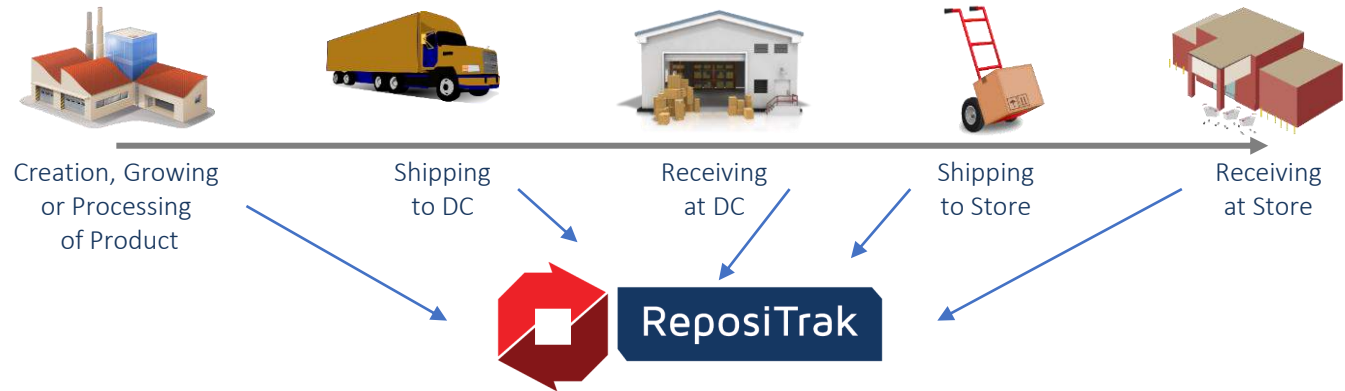 Creation, Growing
or Processing
of Product
Shipping
to DC
Receiving
at DC
Shipping
to Store
Receiving
at Store
ReposiTrak